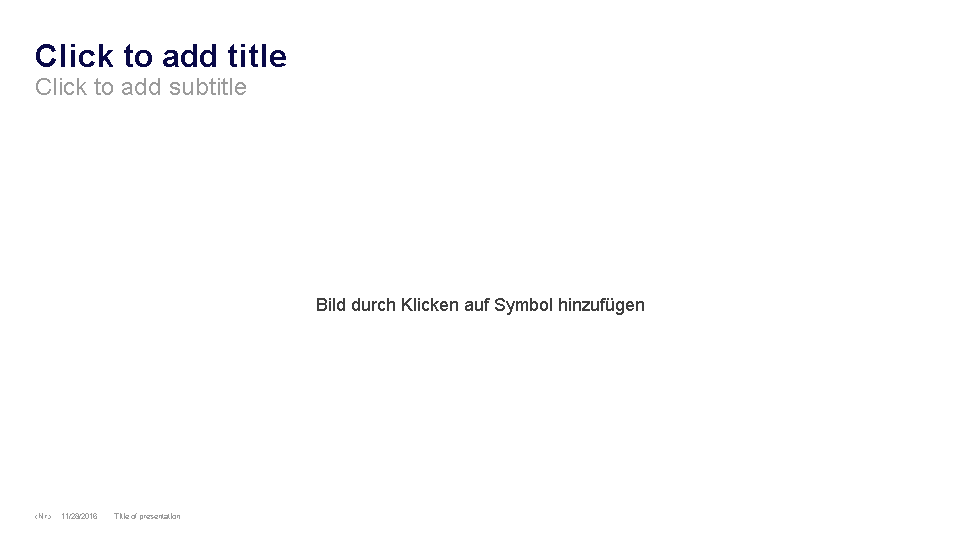 Click to add title
Click to add subtitle
Bild durch Klicken auf Symbol hinzufügen
‹Nr› 11/28/2016 Title of presentation